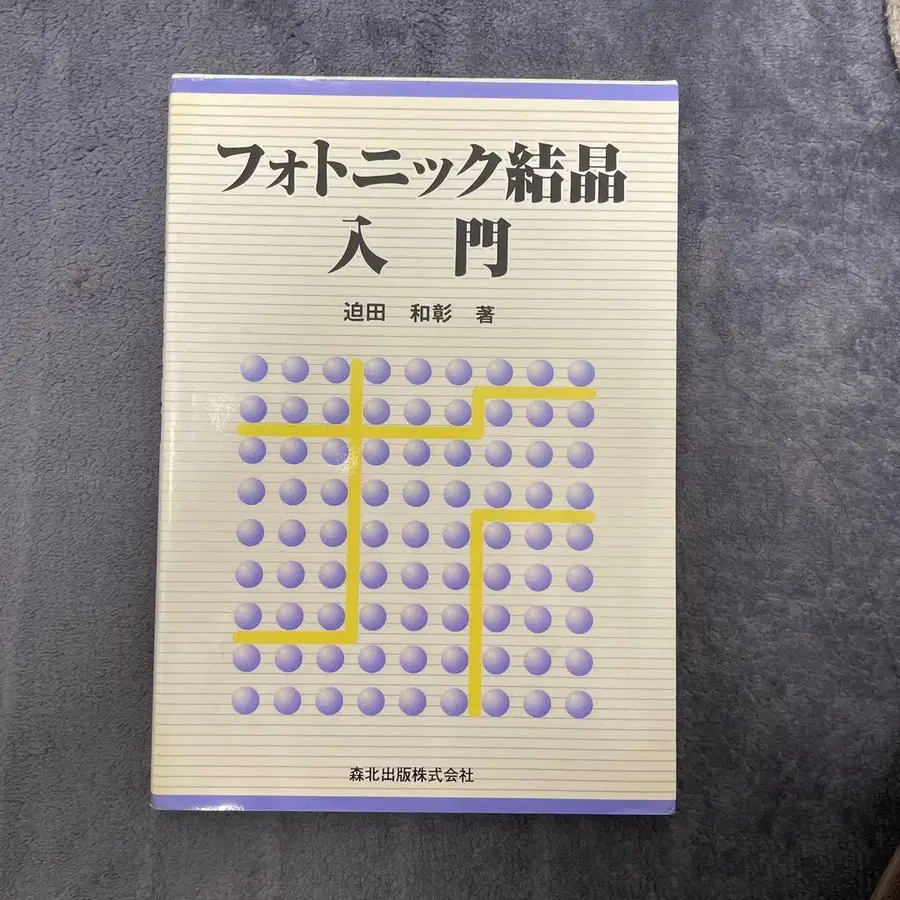 フォトニック結晶
入 門
迫田 和彰 著
森北出版株式会社